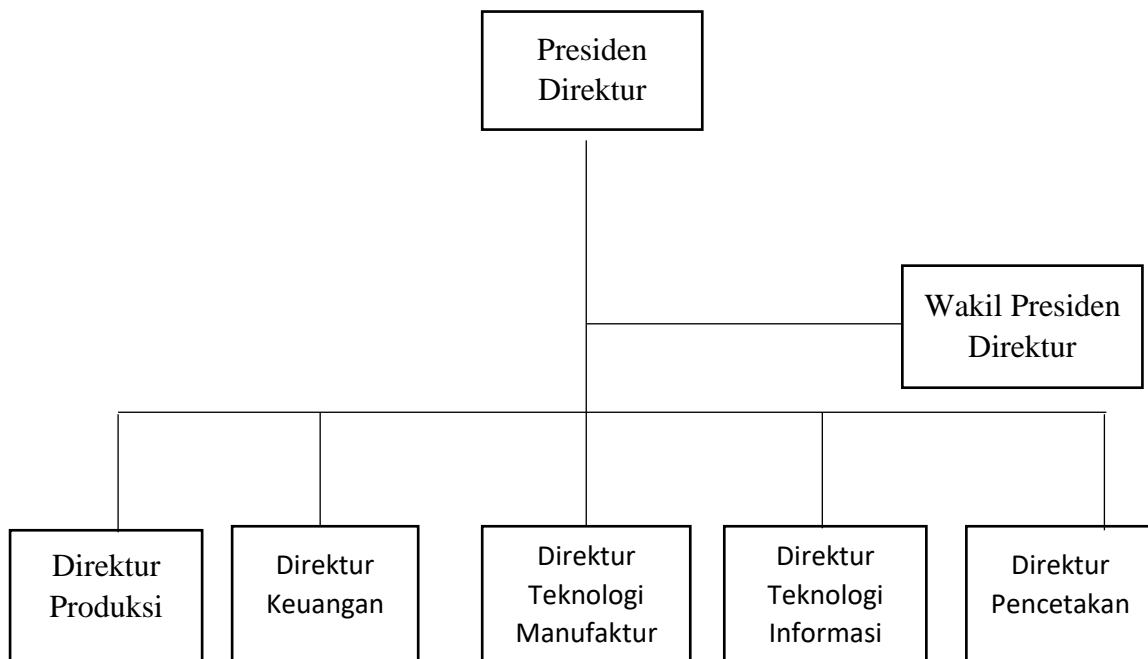 Presiden
Direktur
Wakil Presiden
Direktur
Direktur
Produksi
Direktur
Keuangan
Direktur
Teknologi
Manufaktur
Direktur
Teknologi
Informasi
Direktur
Pencetakan